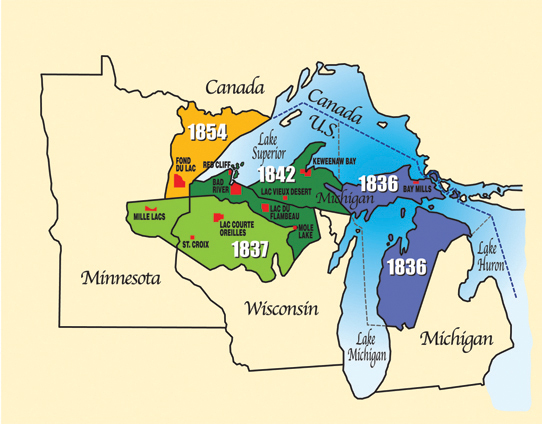 Canada
Canada
U.S.
1854
Lake
Superior
FOND
DU LAC
RED CLIFF
BAD
RIVER
1842
KEWEENAW BAY
LAC VIEUX DESERT
Michigan
1836
BAY MILLS
MILLE LACS
LAC COURTE
OREILLES
LAC DU
FLAMBEAU
MOLE
LAKE
ST. CROIX
1837
1836
Lake
Huron
Minnesota
Wisconsin
Lake
Michigan
Michigan